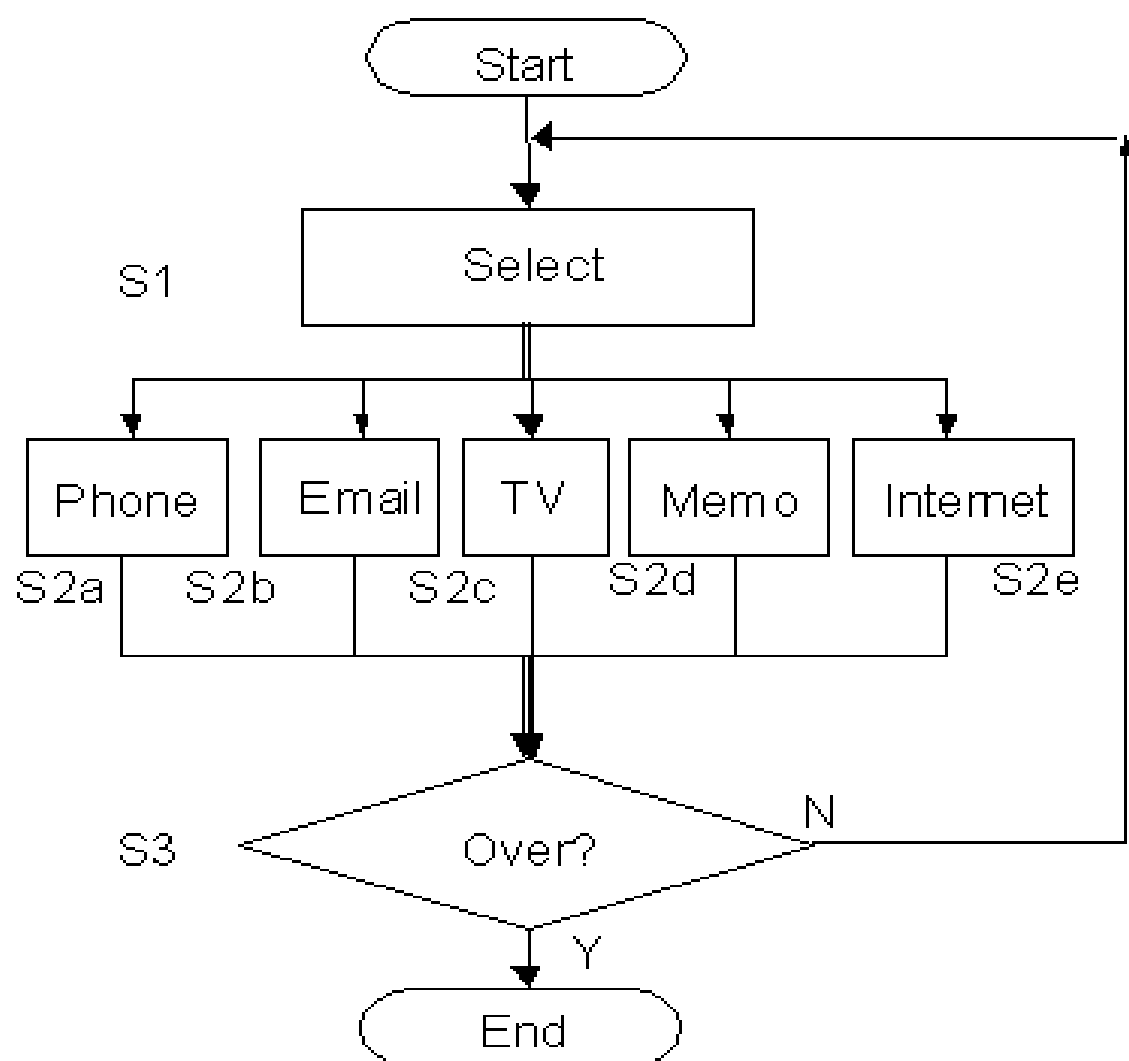 Start
S1
Select
Phone
Email
TV
Memo
Internet
S2a
S2b
S2c
S2d
S2e
S3
Over?
N
Y
End